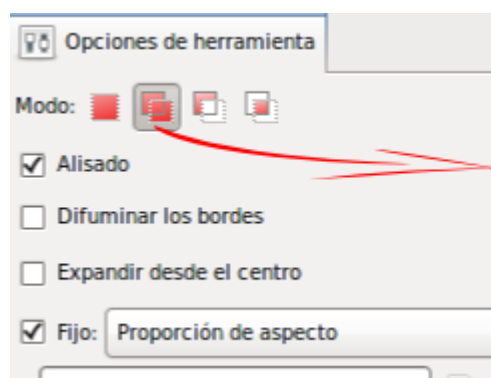 Opciones de herramienta
Modo:
Alisado
Difuminar los bordes
Expandir desde el centro
Fijo: Proporción de aspecto